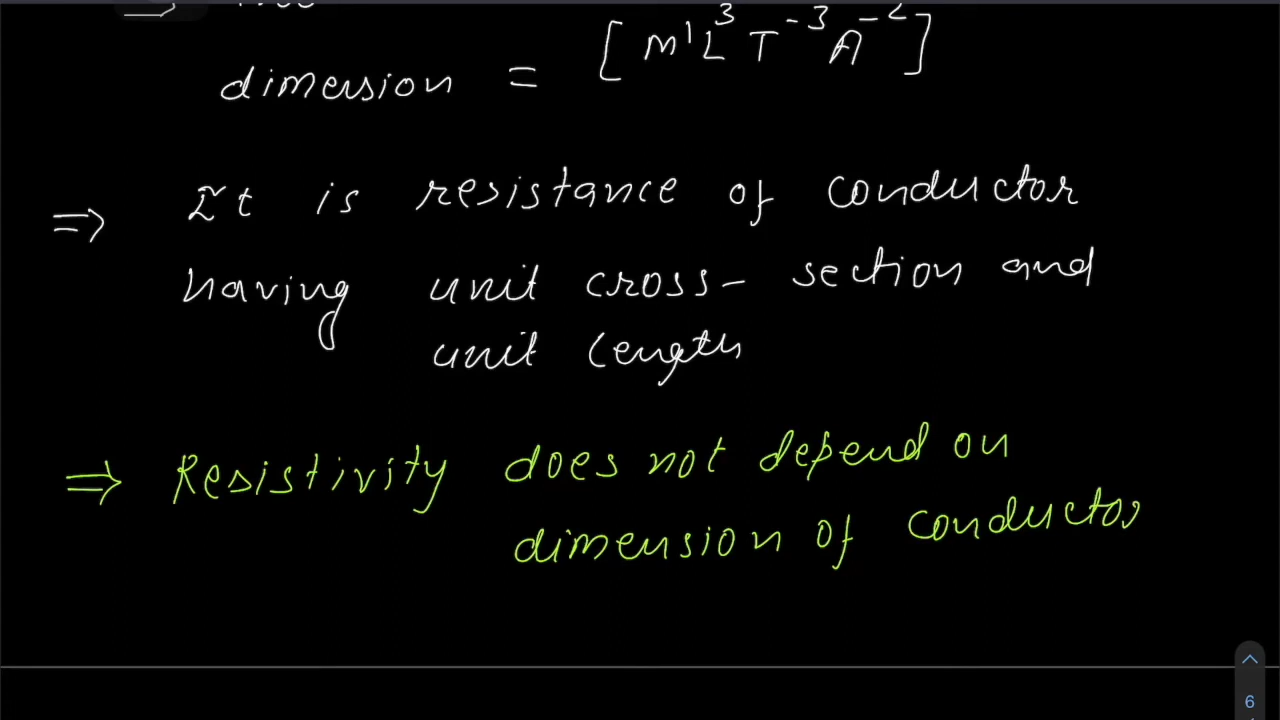 ⇒
dimension = [M¹L³T⁻³A⁻²]
⇒ It is resistance of conductor
having unit cross-section and
unit length
⇒ Resistivity does not depend on
dimension of conductor
6